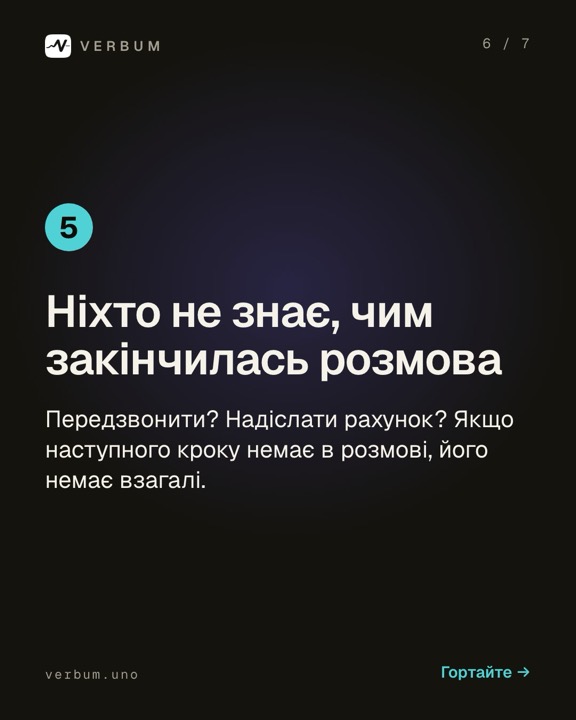 VERBUM
6 / 7
5
Ніхто не знає, чим
закінчилась розмова
Передзвонити? Надіслати рахунок? Якщо
наступного кроку немає в розмові, його
немає взагалі.
verbum.uno
Гортайте →